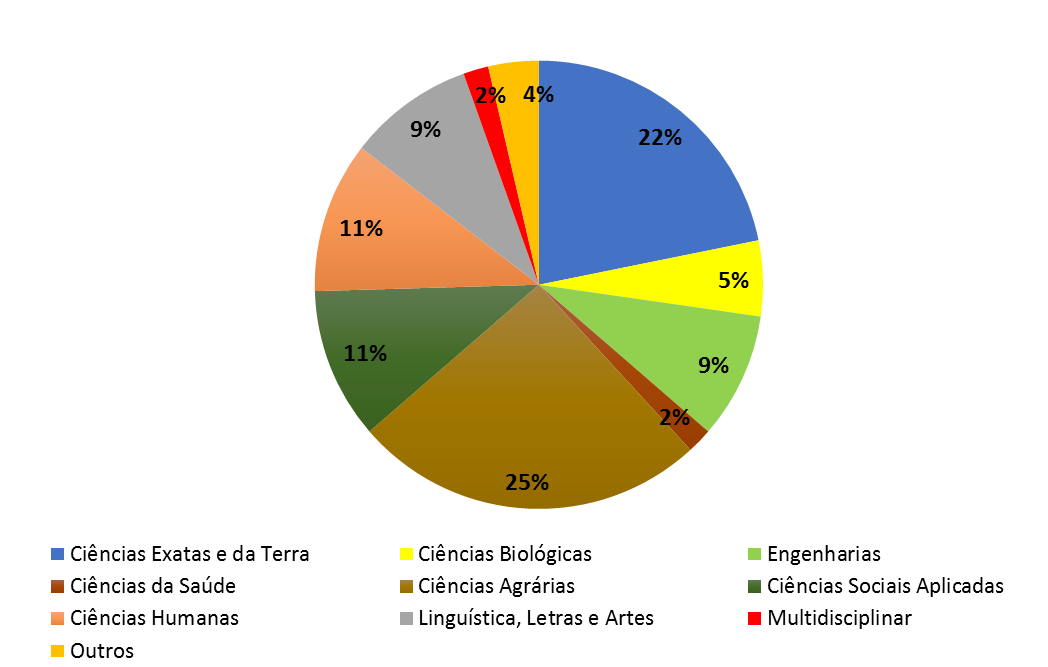 2% 4%
22%
9%
11%
5%
11%
9%
2%
25%
Ciências Exatas e da Terra Ciências Biológicas Engenharias
Ciências da Saúde Ciências Agrárias Ciências Sociais Aplicadas
Ciências Humanas Linguística, Letras e Artes Multidisciplinar
Outros